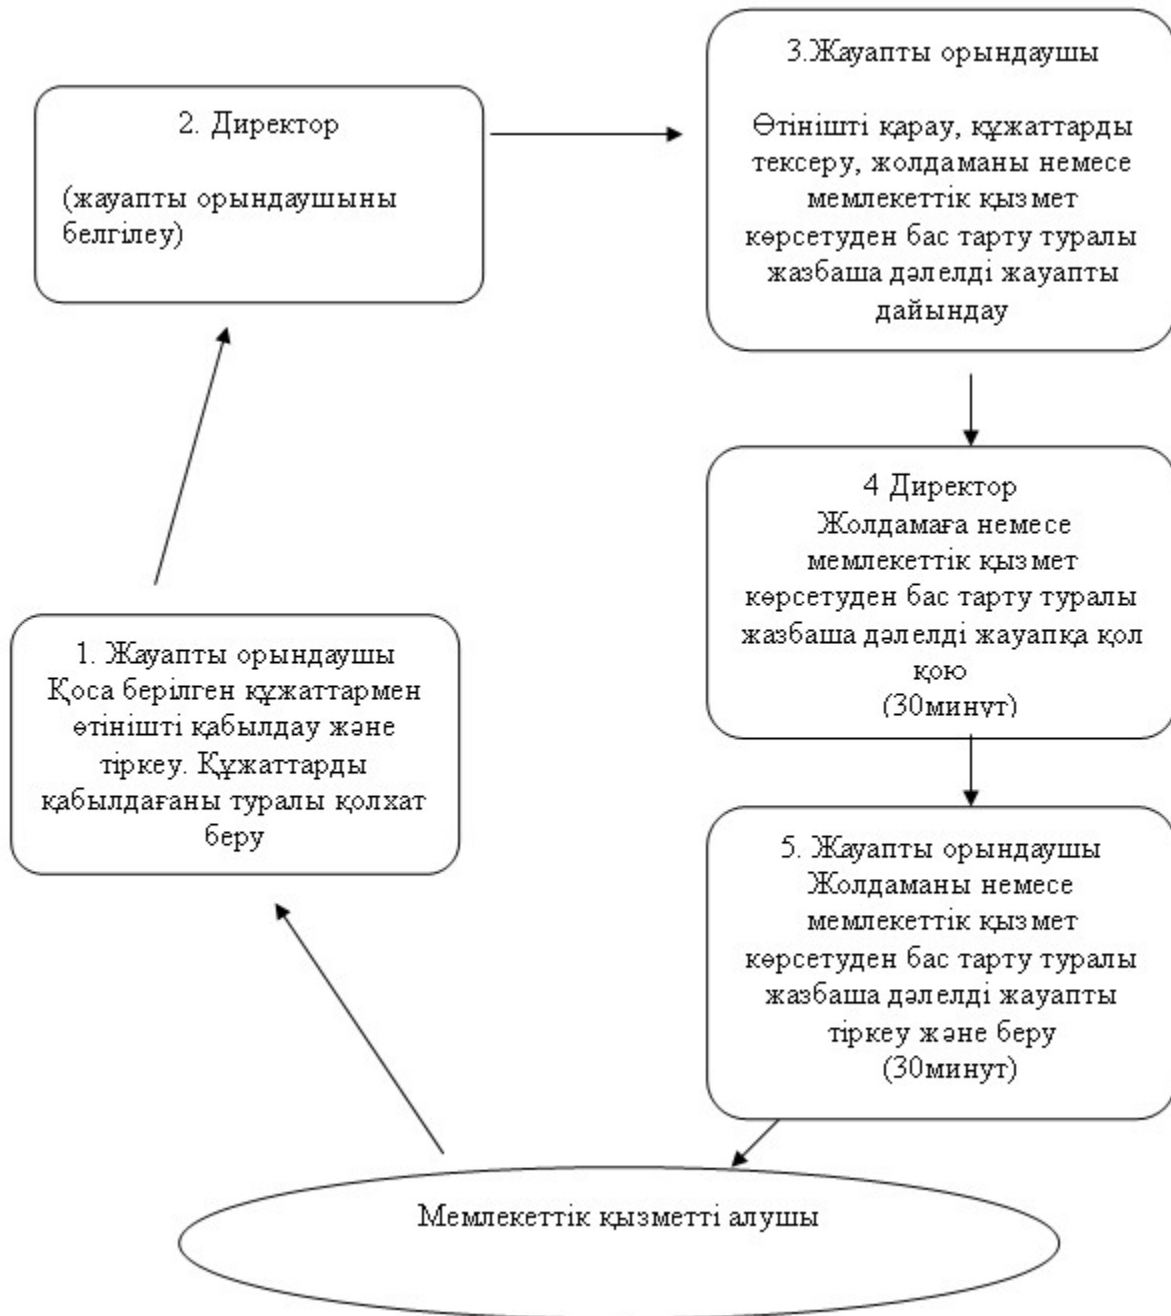 1. Жауапты орындаушы
Қоса берілген құжаттармен
өтінішті қабылдау және
тіркеу. Құжаттарды
қабылдағаны туралы қолхат
беру
2. Директор
(жауапты орындаушыны
белгілеу)
3.Жауапты орындаушы
Өтінішті қарау, құжаттарды
тексеру, жолдаманы немесе
мемлекеттік қызмет
көрсетуден бас тарту туралы
жазбаша дәлелді жауапты
дайындау
4 Директор
Жолдамаға немесе
мемлекеттік қызмет
көрсетуден бас тарту туралы
жазбаша дәлелді жауапқа қол
қою
(30минут)
5. Жауапты орындаушы
Жолдаманы немесе
мемлекеттік қызмет
көрсетуден бас тарту туралы
жазбаша дәлелді жауапты
тіркеу және беру
(30минут)
Мемлекеттік қызметті алушы